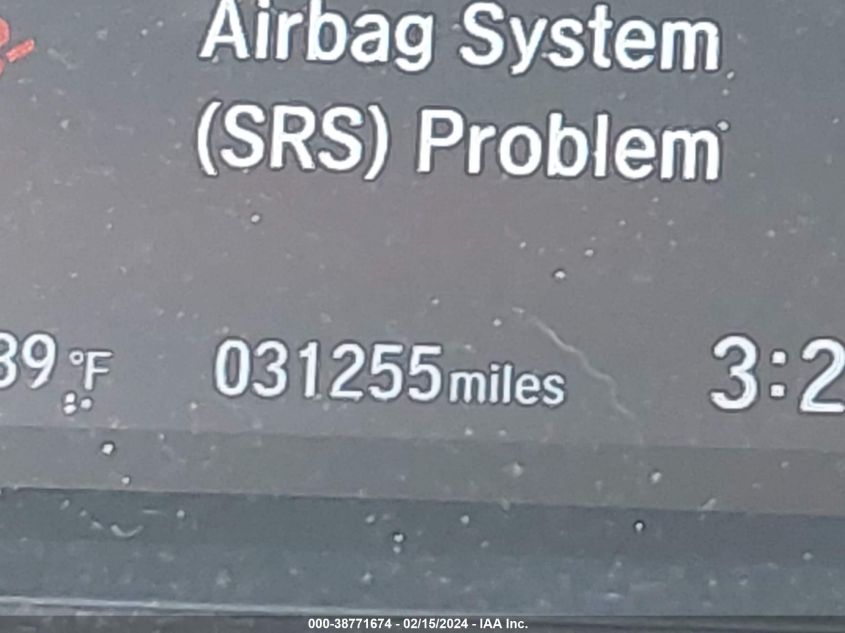 Airbag System
(SRS) Problem
39 °F 031255 miles 3:2
000-38771674 - 02/15/2024 - IAA Inc.